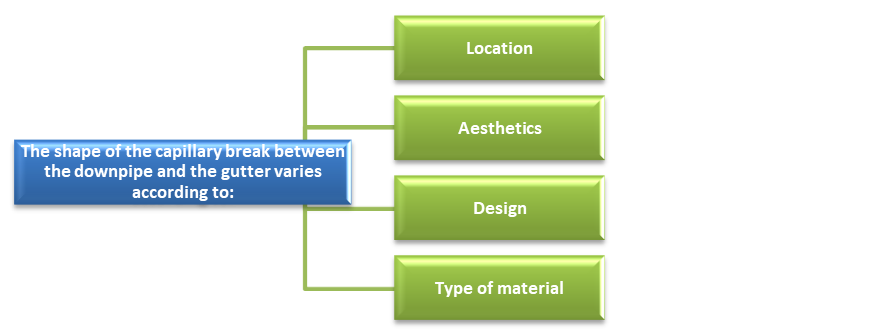 Location
Aesthetics
The shape of the capillary break between
the downpipe and the gutter varies
according to:
Design
Type of material